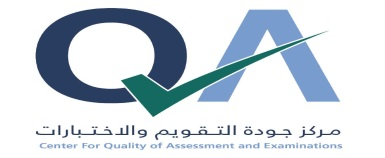 QA
مركز جودة التقويم والاختبارات
Center For Quality of Assessment and Examinations